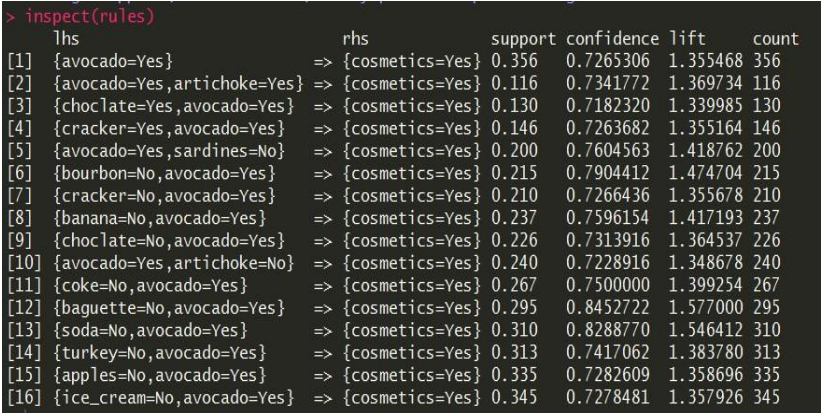 > inspect(rules)
lhs rhs support confidence lift count
[1] {avocado=Yes} => {cosmetics=Yes} 0.356 0.7265306 1.355468 356
[2] {avocado=Yes,artichoke=Yes} => {cosmetics=Yes} 0.116 0.7341772 1.369734 116
[3] {choclate=Yes,avocado=Yes} => {cosmetics=Yes} 0.130 0.7182320 1.339985 130
[4] {cracker=Yes,avocado=Yes} => {cosmetics=Yes} 0.146 0.7263682 1.355164 146
[5] {avocado=Yes,sardines=No} => {cosmetics=Yes} 0.200 0.7604563 1.418762 200
[6] {bourbon=No,avocado=Yes} => {cosmetics=Yes} 0.215 0.7904412 1.474704 215
[7] {cracker=No,avocado=Yes} => {cosmetics=Yes} 0.210 0.7266436 1.355678 210
[8] {banana=No,avocado=Yes} => {cosmetics=Yes} 0.237 0.7596154 1.417193 237
[9] {choclate=No,avocado=Yes} => {cosmetics=Yes} 0.226 0.7313916 1.364537 226
[10] {avocado=Yes,artichoke=No} => {cosmetics=Yes} 0.240 0.7228916 1.348678 240
[11] {coke=No,avocado=Yes} => {cosmetics=Yes} 0.267 0.7500000 1.399254 267
[12] {baguette=No,avocado=Yes} => {cosmetics=Yes} 0.295 0.8452722 1.577000 295
[13] {soda=No,avocado=Yes} => {cosmetics=Yes} 0.310 0.8288770 1.546412 310
[14] {turkey=No,avocado=Yes} => {cosmetics=Yes} 0.313 0.7417062 1.383780 313
[15] {apples=No,avocado=Yes} => {cosmetics=Yes} 0.335 0.7282609 1.358696 335
[16] {ice_cream=No,avocado=Yes} => {cosmetics=Yes} 0.345 0.7278481 1.357926 345